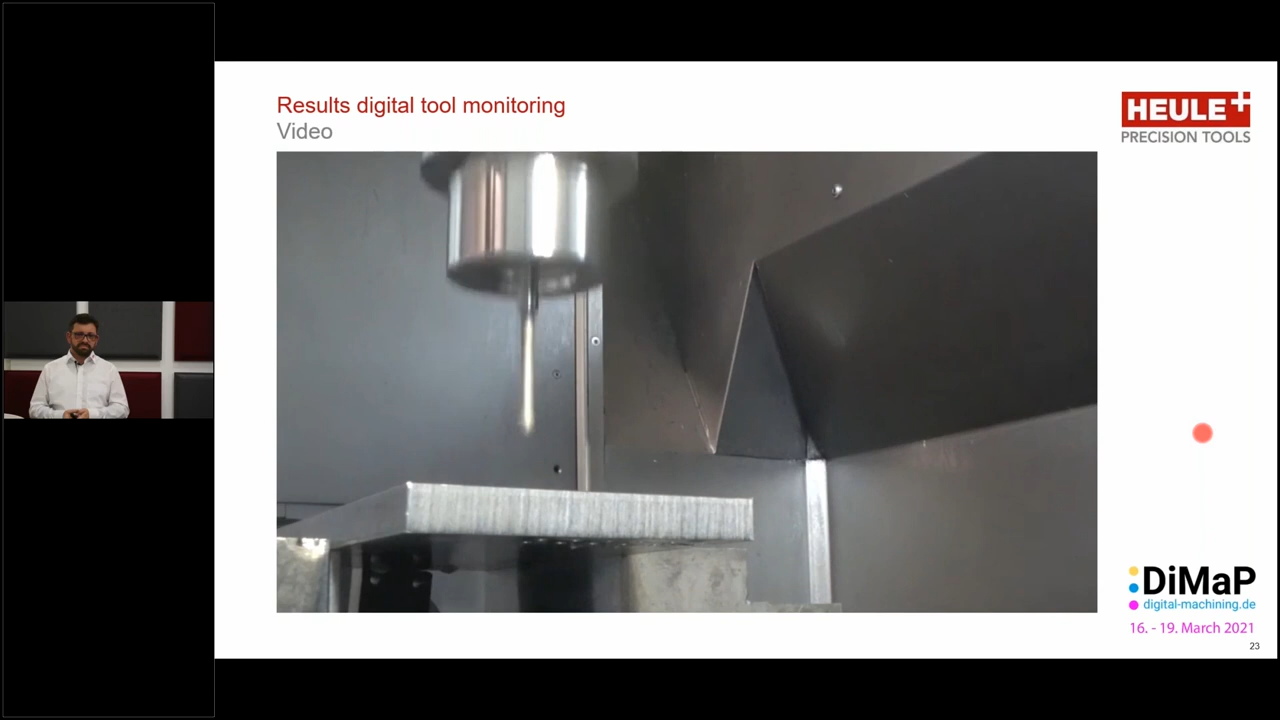 Results digital tool monitoring
Video
HEULE
PRECISION TOOLS
DiMaP
digital-machining.de
16. - 19. March 2021
23